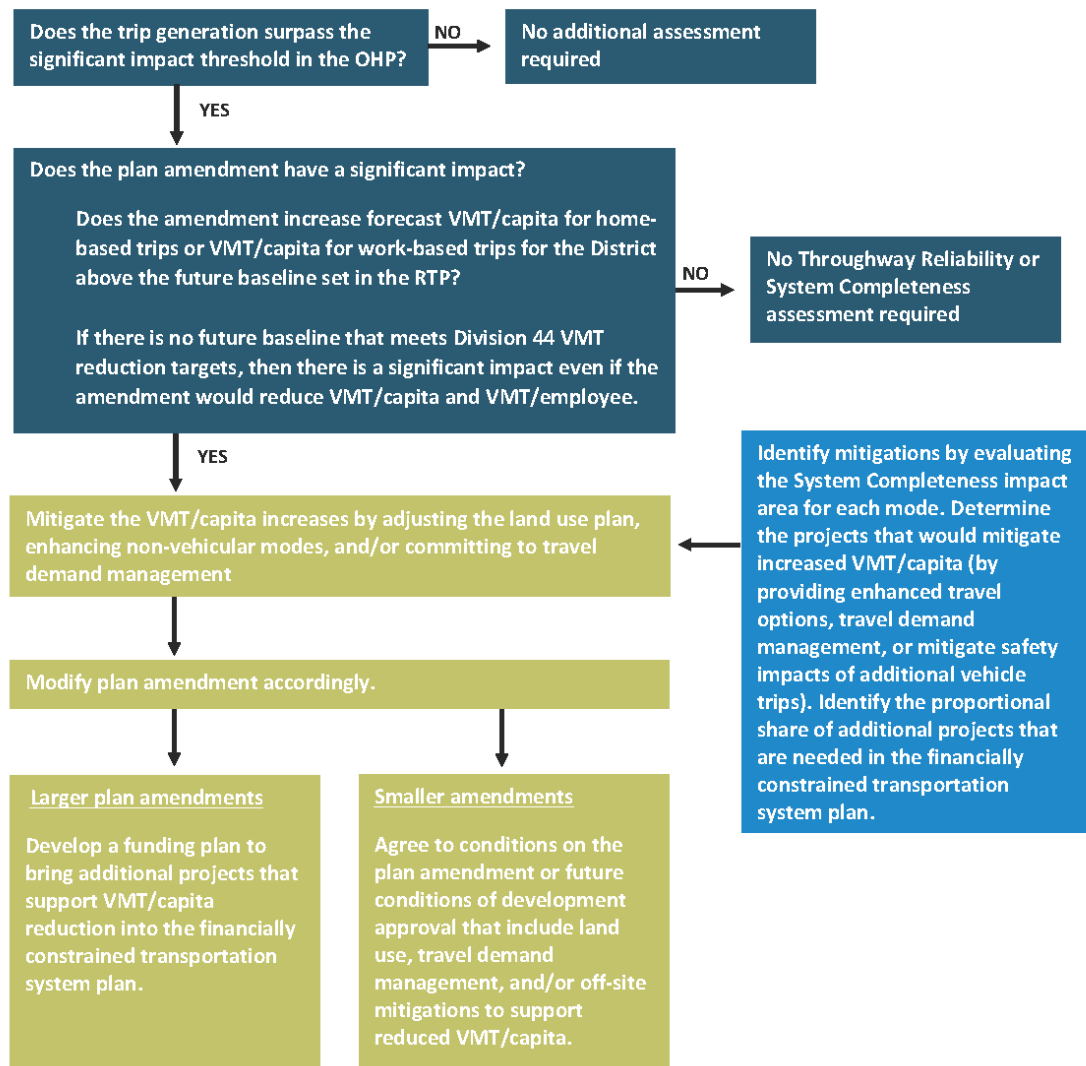 Does the trip generation surpass the
significant impact threshold in the OHP?
NO
No additional assessment
required
YES
Does the plan amendment have a significant impact?
Does the amendment increase forecast VMT/capita for home-
based trips or VMT/capita for work-based trips for the District
above the future baseline set in the RTP?
If there is no future baseline that meets Division 44 VMT
reduction targets, then there is a significant impact even if the
amendment would reduce VMT/capita and VMT/employee.
NO
No Throughway Reliability or
System Completeness
assessment required
YES
Mitigate the VMT/capita increases by adjusting the land use plan,
enhancing non-vehicular modes, and/or committing to travel
demand management
Identify mitigations by evaluating
the System Completeness impact
area for each mode. Determine
the projects that would mitigate
increased VMT/capita (by
providing enhanced travel
options, travel demand
management, or mitigate safety
impacts of additional vehicle
trips). Identify the proportional
share of additional projects that
are needed in the financially
constrained transportation
system plan.
Modify plan amendment accordingly.
Larger plan amendments
Develop a funding plan to
bring additional projects that
support VMT/capita
reduction into the financially
constrained transportation
system plan.
Smaller amendments
Agree to conditions on the
plan amendment or future
conditions of development
approval that include land
use, travel demand
management, and/or off-site
mitigations to support
reduced VMT/capita.